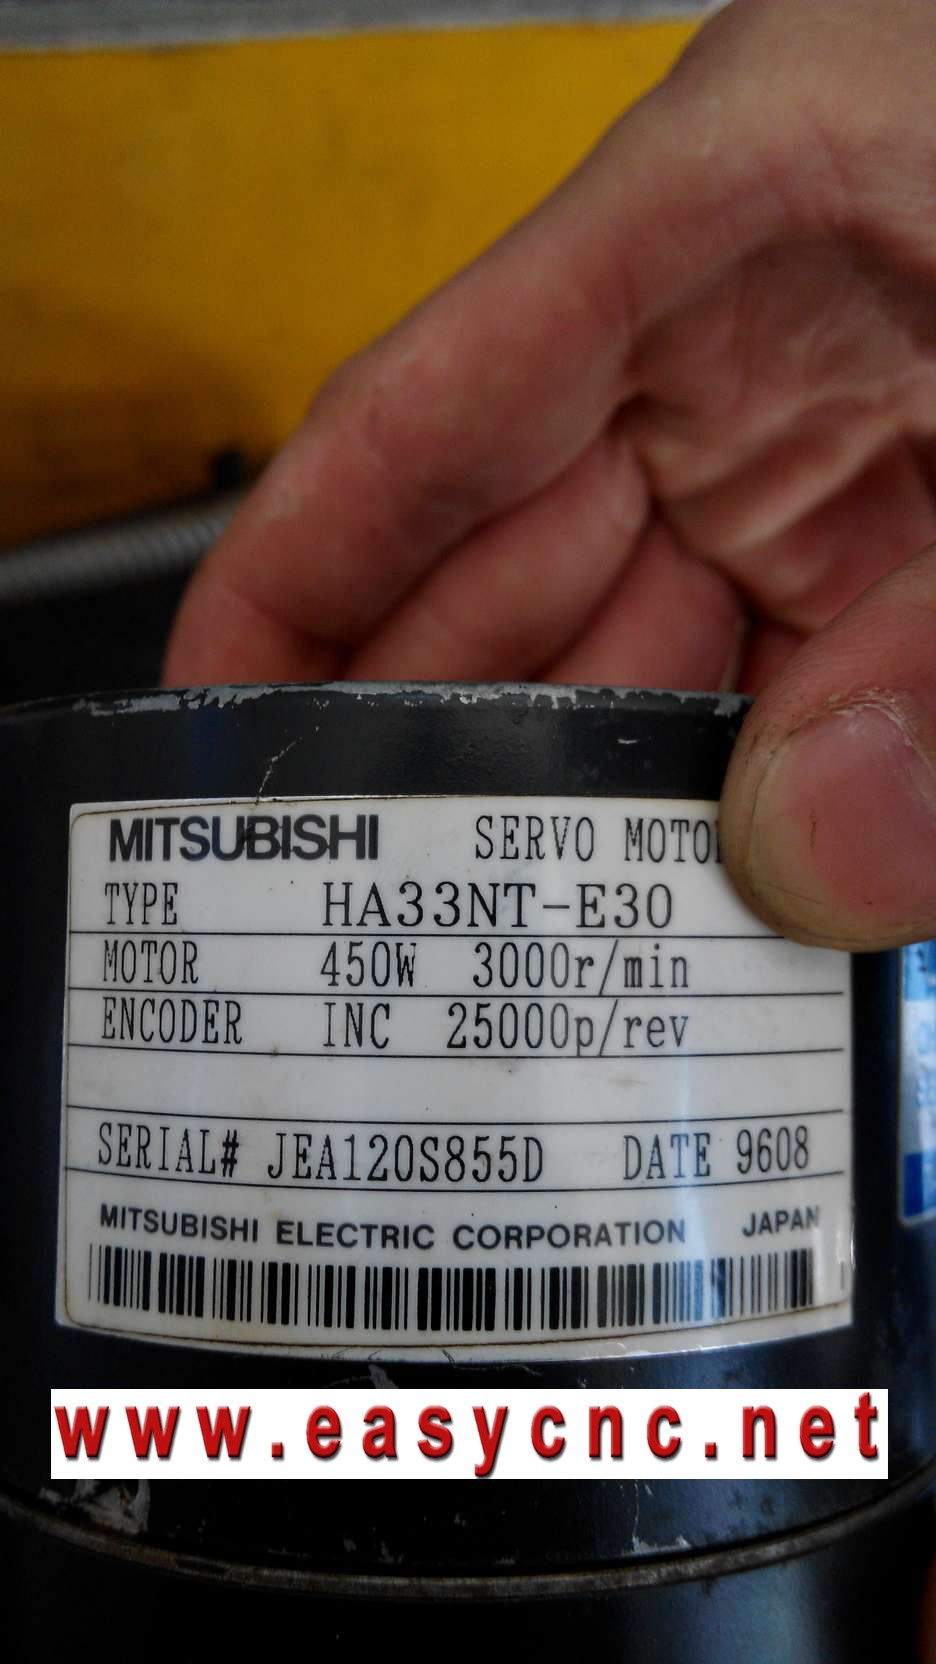 MITSUBISHI SERVO MOTO
TYPE HA33NT-E30
MOTOR 450W 3000r/min
ENCODER INC 25000p/rev
SERIAL# JEA120S855D DATE 9608
MITSUBISHI ELECTRIC CORPORATION JAPAN
www.easycnc.net